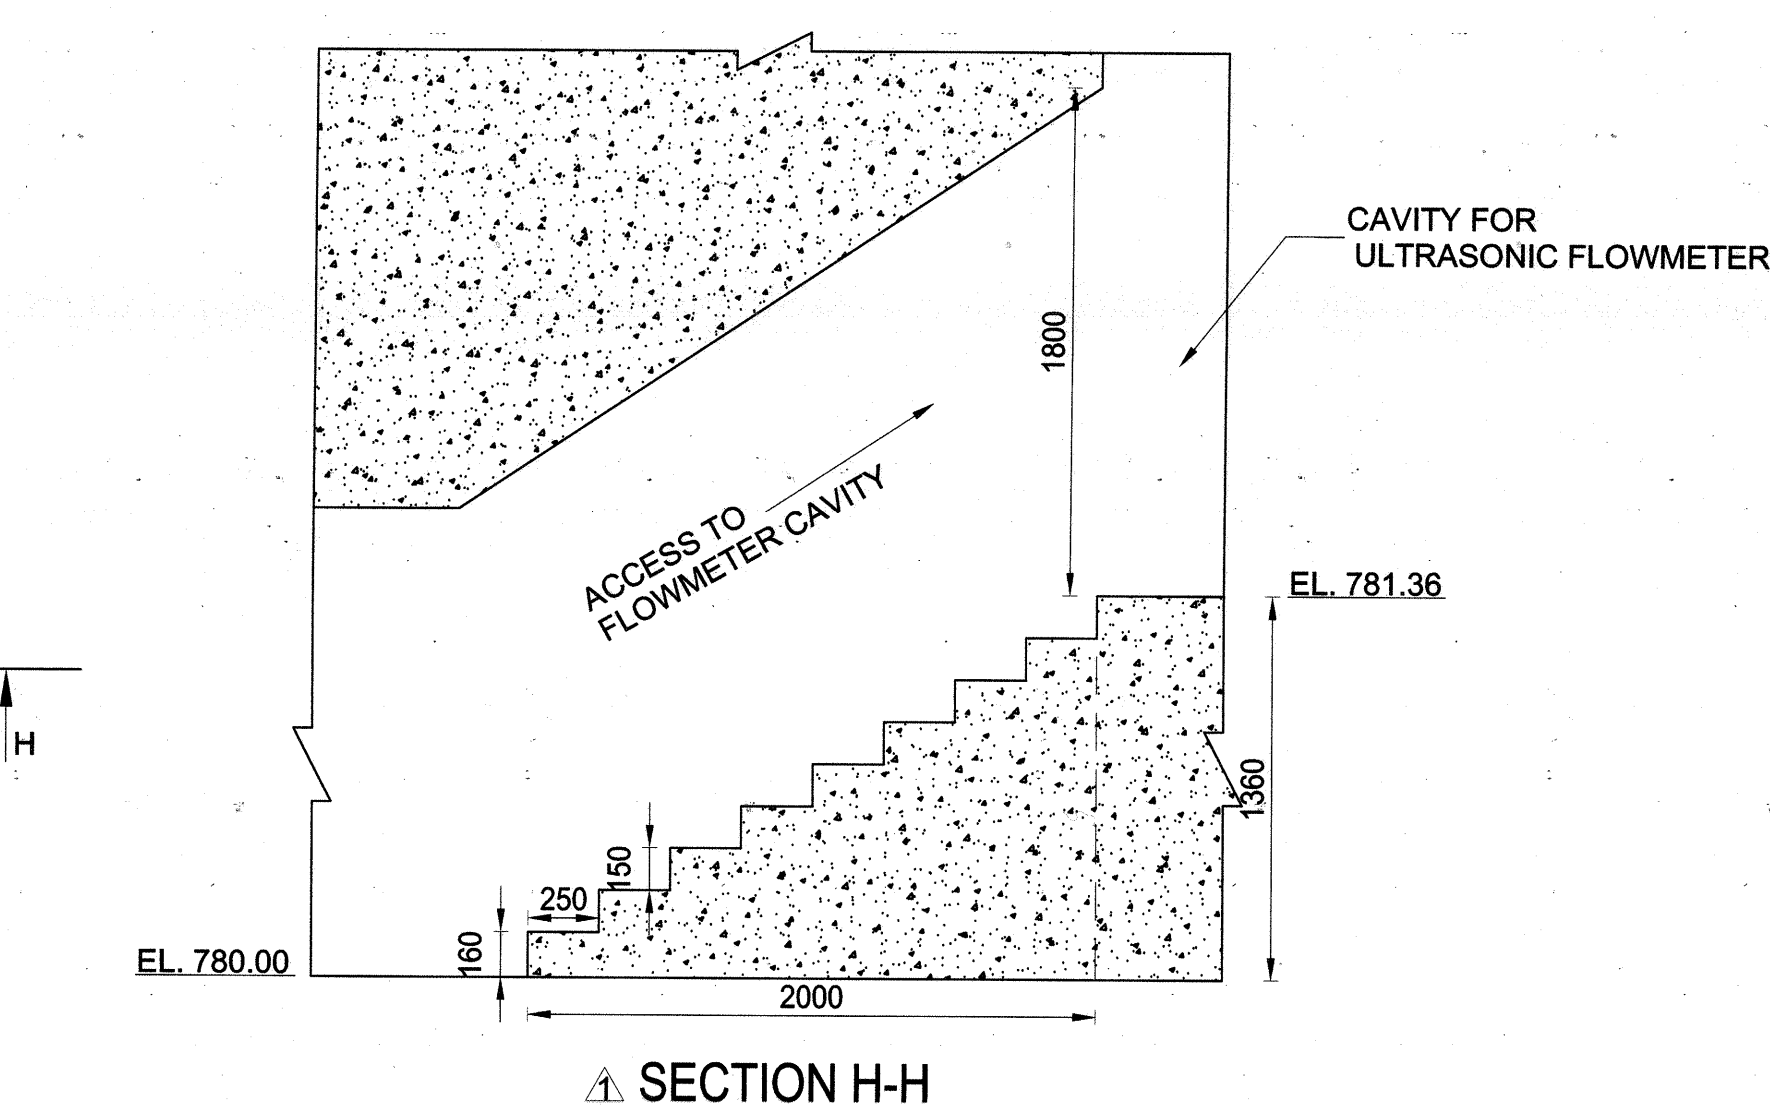 CAVITY FOR
ULTRASONIC FLOWMETER
1800
ACCESS TO
FLOWMETER CAVITY
EL. 781.36
H
1360
150
250
160
EL. 780.00
2000
1 SECTION H-H